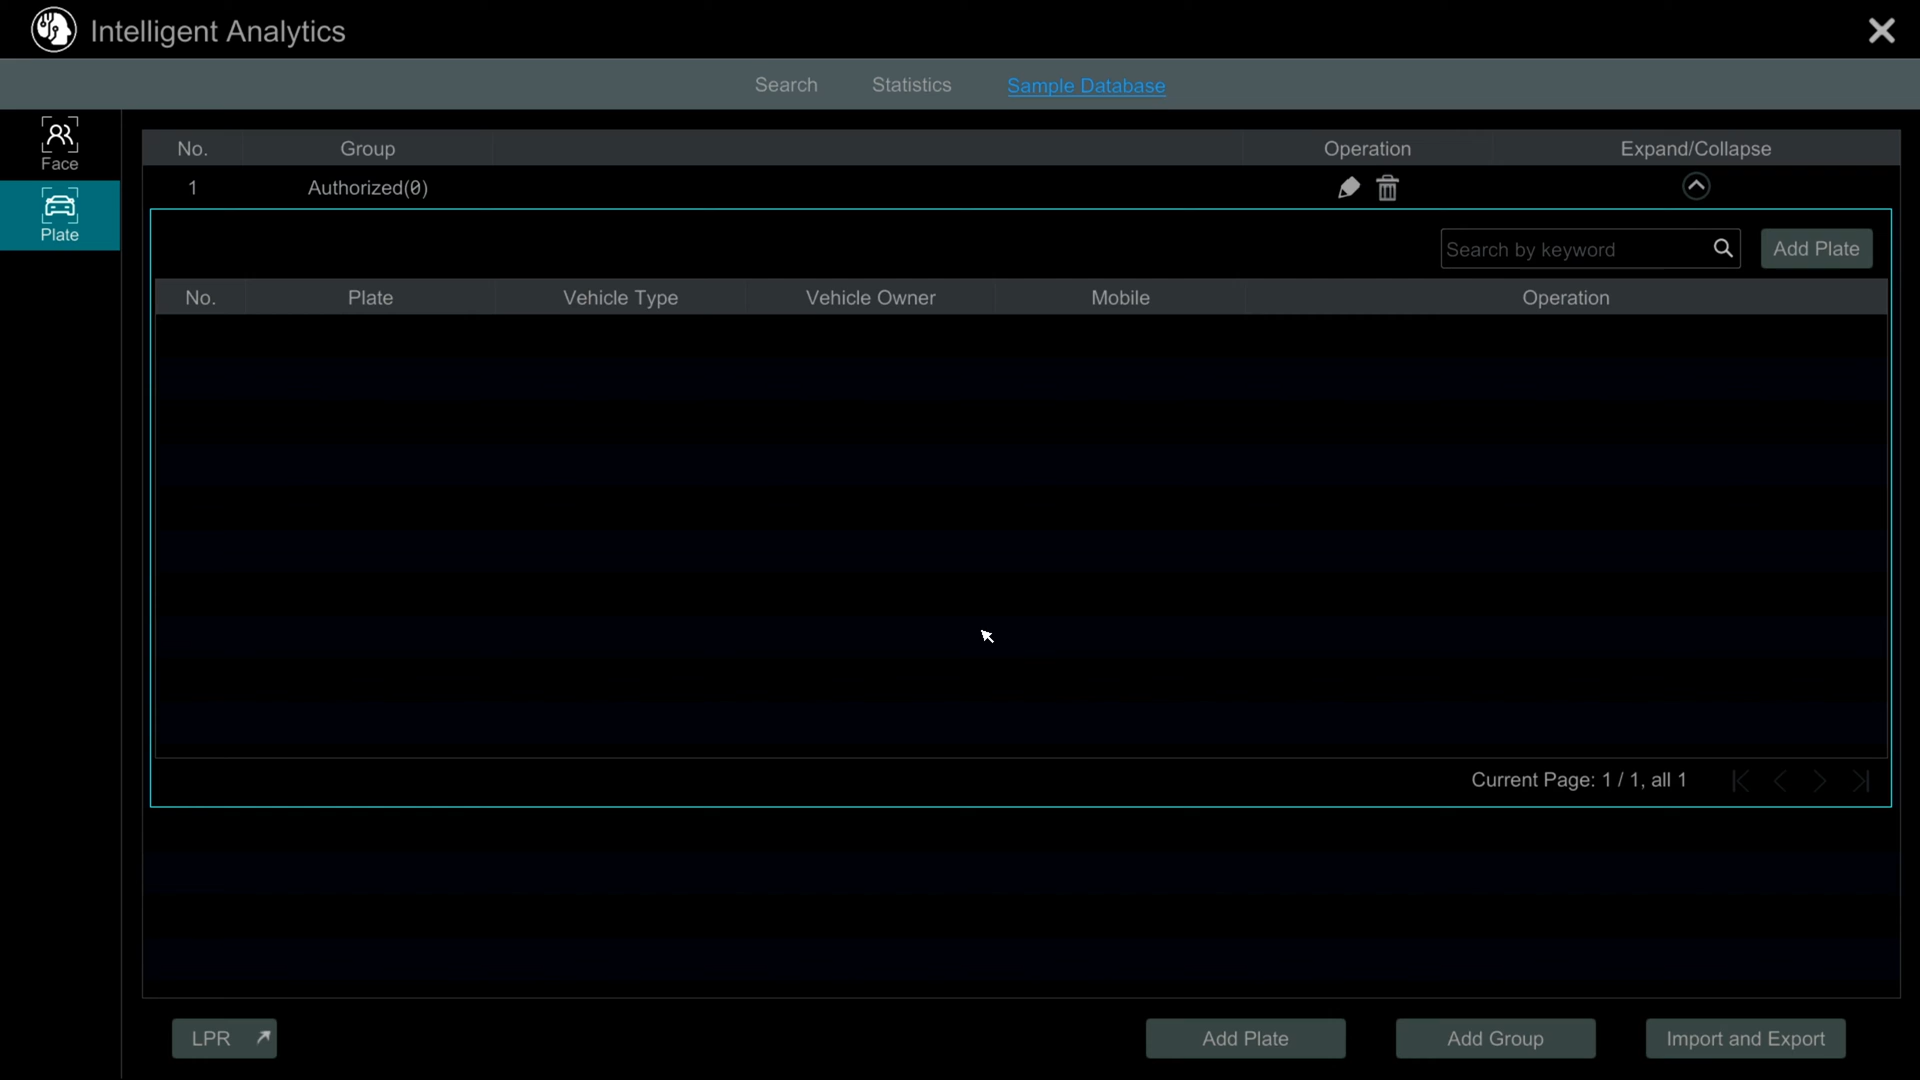 Intelligent Analytics
Search Statistics Sample Database
Face
Plate
No. Group Operation Expand/Collapse
1 Authorized(0)
Search by keyword Add Plate
No. Plate Vehicle Type Vehicle Owner Mobile Operation
Current Page: 1 / 1, all 1
LPR Add Plate Add Group Import and Export